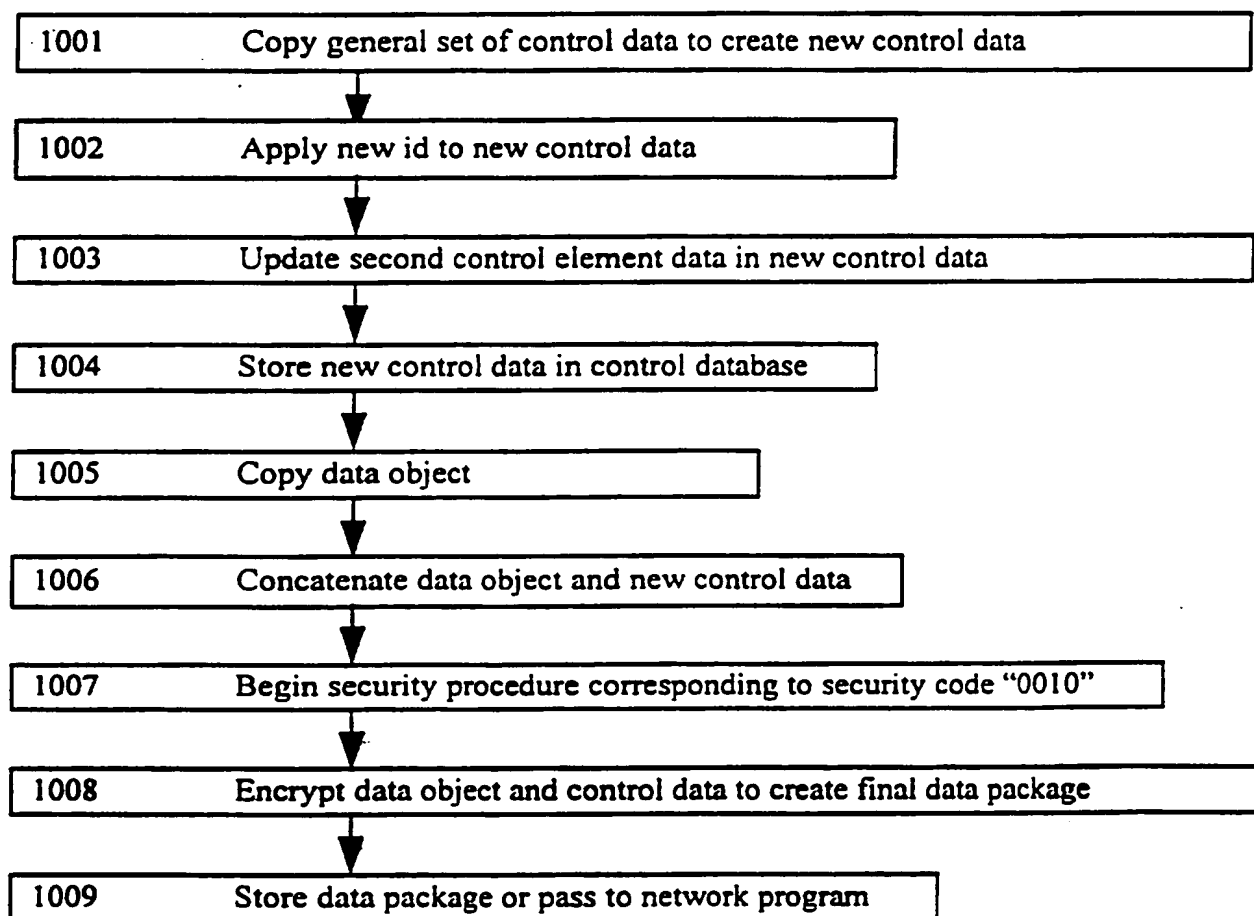 1001 Copy general set of control data to create new control data
1002 Apply new id to new control data
1003 Update second control element data in new control data
1004 Store new control data in control database
1005 Copy data object
1006 Concatenate data object and new control data
1007 Begin security procedure corresponding to security code “0010”
1008 Encrypt data object and control data to create final data package
1009 Store data package or pass to network program